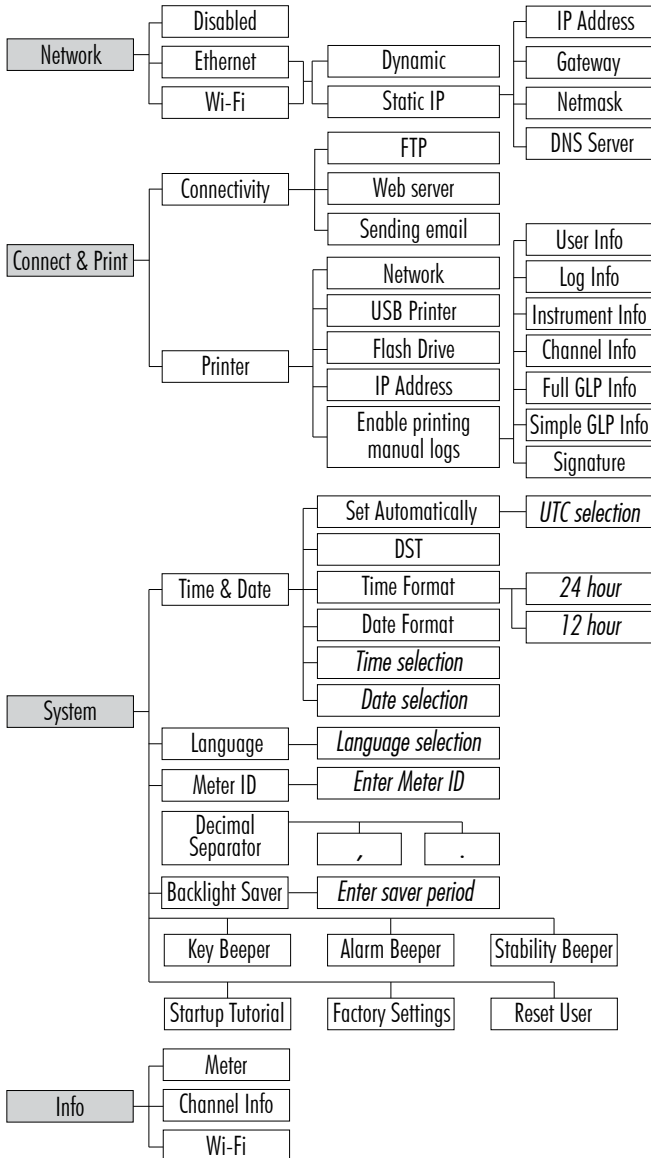 Network
Disabled
Ethernet
Wi-Fi
Dynamic
Static IP
IP Address
Gateway
Netmask
DNS Server
Connect & Print
Connectivity
FTP
Web server
Sending email
Printer
Network
USB Printer
Flash Drive
IP Address
Enable printing
manual logs
User Info
Log Info
Instrument Info
Channel Info
Full GLP Info
Simple GLP Info
Signature
System
Time & Date
Set Automatically
UTC selection
DST
Time Format
24 hour
12 hour
Date Format
Time selection
Date selection
Language
Language selection
Meter ID
Enter Meter ID
Decimal
Separator
,
.
Backlight Saver
Enter saver period
Key Beeper
Alarm Beeper
Stability Beeper
Startup Tutorial
Factory Settings
Reset User
Info
Meter
Channel Info
Wi-Fi